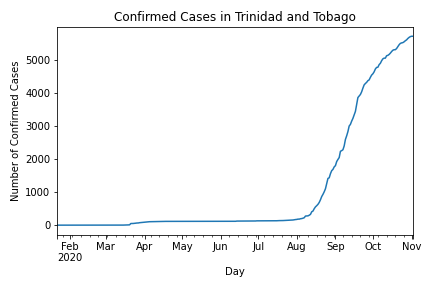 Confirmed Cases in Trinidad and Tobago
Number of Confirmed Cases
5000
4000
3000
2000
1000
0
Feb Mar Apr May Jun Jul Aug Sep Oct Nov
2020
Day